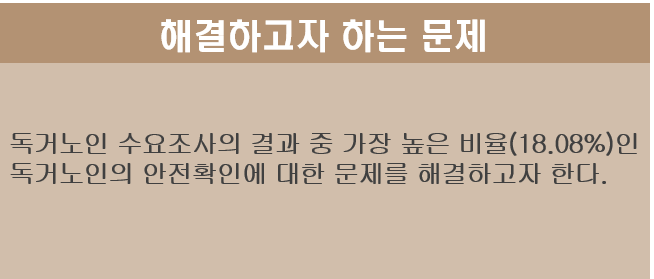 해결하고자 하는 문제
독거노인 수요조사의 결과 중 가장 높은 비율(18.08%)인
독거노인의 안전확인에 대한 문제를 해결하고자 한다.